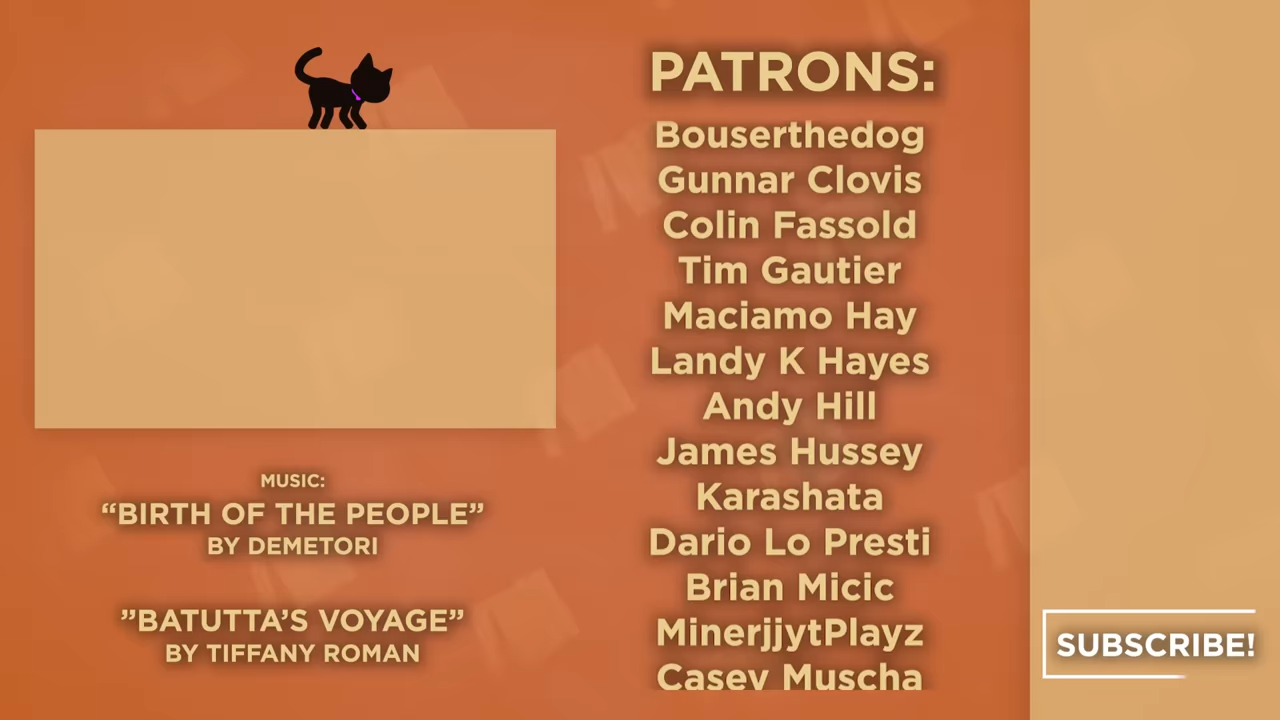 PATRONS:
Bouserthedog
Gunnar Clovis
Colin Fassold
Tim Gautier
Maciamo Hay
Landy K Hayes
Andy Hill
James Hussey
Karashata
Dario Lo Presti
Brian Micic
MinerjjytPlayz
Casey Muscha
MUSIC:
“BIRTH OF THE PEOPLE”
BY DEMETORI
”BATUTTA’S VOYAGE”
BY TIFFANY ROMAN
SUBSCRIBE!